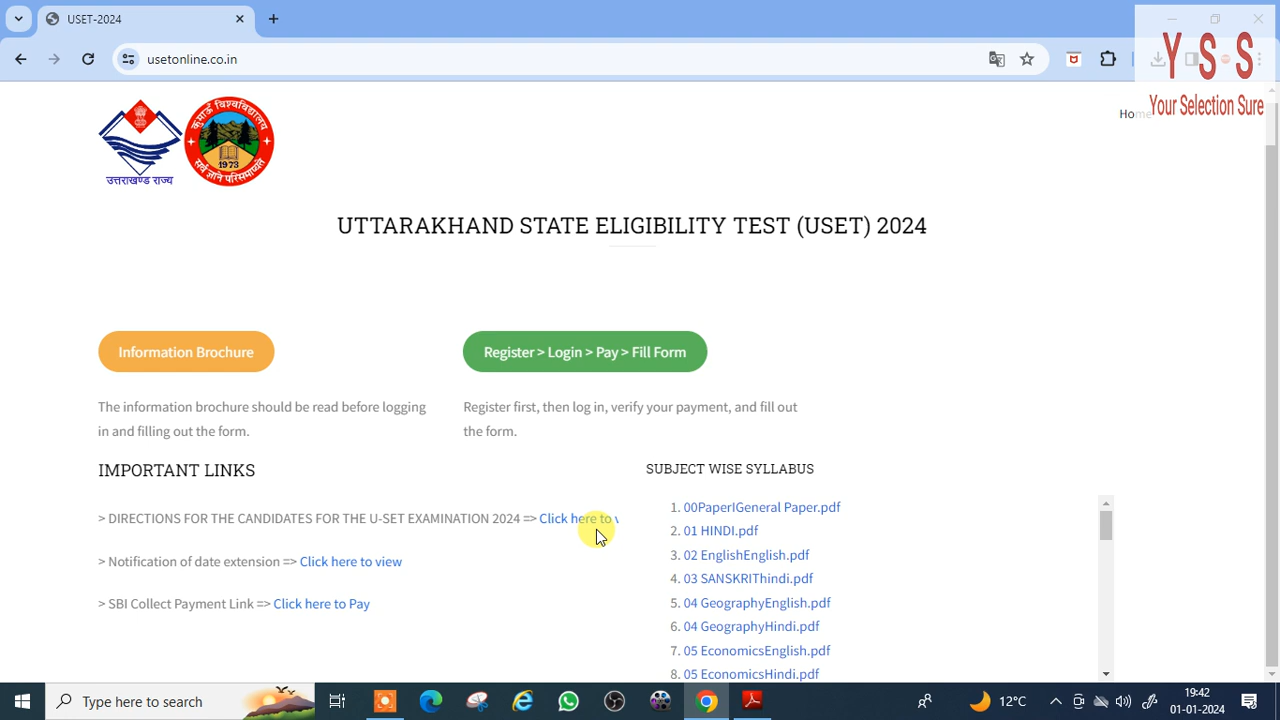 USET-2024
usetonline.co.in
Y S S
Your Selection Sure
Home
कुमाऊँ विश्वविद्यालय
1973
उत्तराखण्ड राज्य
UTTARAKHAND STATE ELIGIBILITY TEST (USET) 2024
Information Brochure
Register > Login > Pay > Fill Form
The information brochure should be read before logging
in and filling out the form.
Register first, then log in, verify your payment, and fill out
the form.
IMPORTANT LINKS
> DIRECTIONS FOR THE CANDIDATES FOR THE U-SET EXAMINATION 2024 => Click here to v
> Notification of date extension => Click here to view
> SBI Collect Payment Link => Click here to Pay
SUBJECT WISE SYLLABUS
1. 00PaperIGeneral Paper.pdf
2. 01 HINDI.pdf
3. 02 EnglishEnglish.pdf
4. 03 SANSKRIThindi.pdf
5. 04 GeographyEnglish.pdf
6. 04 GeographyHindi.pdf
7. 05 EconomicsEnglish.pdf
8. 05 EconomicsHindi.pdf
Type here to search
12°C
19:42
01-01-2024